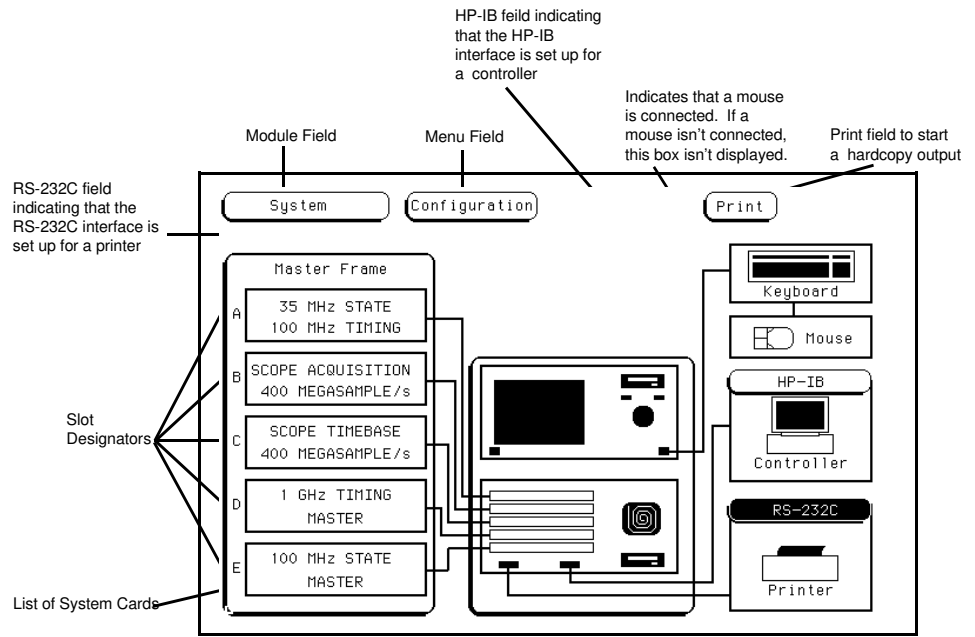 HP-IB feild indicating
that the HP-IB
interface is set up for
a controller
Indicates that a mouse
is connected. If a
mouse isn't connected,
this box isn't displayed.
Module Field
Menu Field
Print field to start
a hardcopy output
RS-232C field
indicating that the
RS-232C interface is
set up for a printer
System
Configuration
Print
Master Frame
A
35 MHz STATE
100 MHz TIMING
B
SCOPE ACQUISITION
400 MEGASAMPLE/s
C
SCOPE TIMEBASE
400 MEGASAMPLE/s
D
1 GHz TIMING
MASTER
E
100 MHz STATE
MASTER
Slot
Designators
List of System Cards
Keyboard
Mouse
HP-IB
Controller
RS-232C
Printer